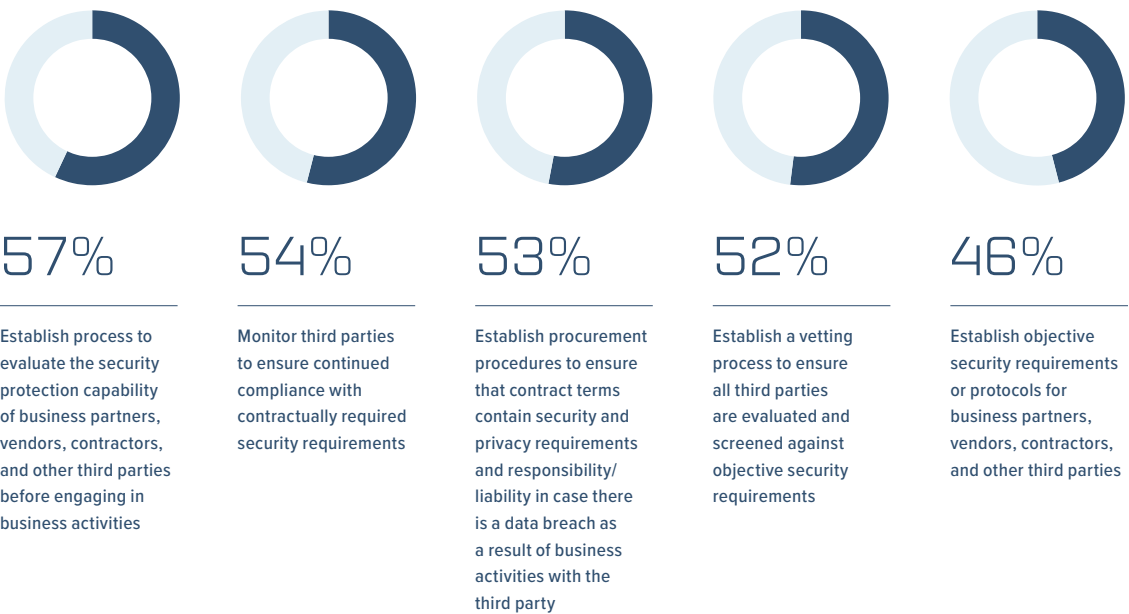 57%
Establish process to
evaluate the security
protection capability
of business partners,
vendors, contractors,
and other third parties
before engaging in
business activities
54%
Monitor third parties
to ensure continued
compliance with
contractually required
security requirements
53%
Establish procurement
procedures to ensure
that contract terms
contain security and
privacy requirements
and responsibility/
liability in case there
is a data breach as
a result of business
activities with the
third party
52%
Establish a vetting
process to ensure
all third parties
are evaluated and
screened against
objective security
requirements
46%
Establish objective
security requirements
or protocols for
business partners,
vendors, contractors,
and other third parties